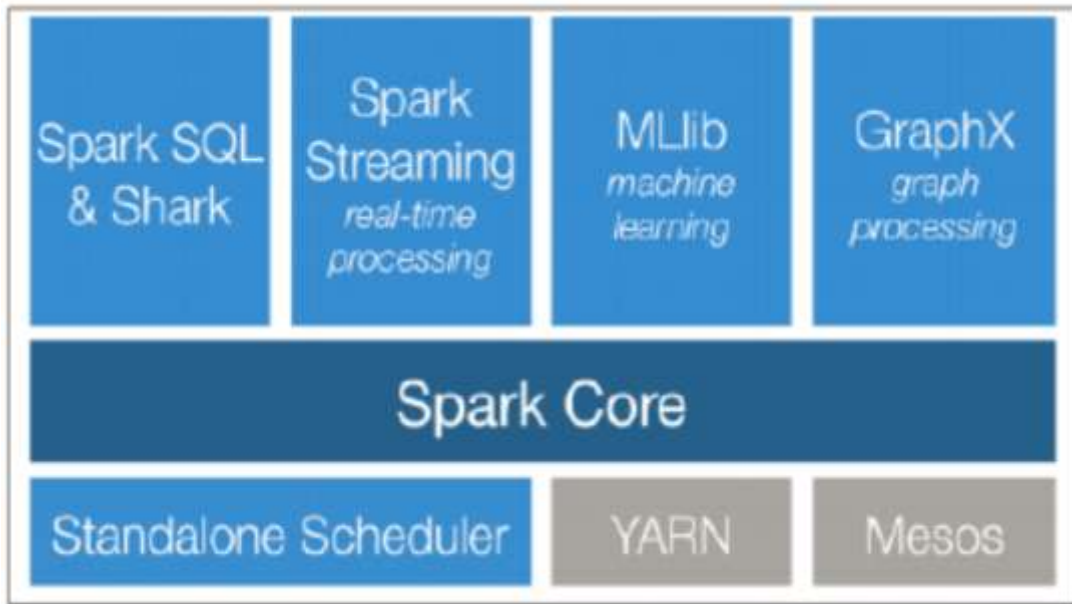 Spark SQL
& Shark
Spark
Streaming
real-time
processing
MLlib
machine
learning
GraphX
graph
processing
Spark Core
Standalone Scheduler
YARN
Mesos